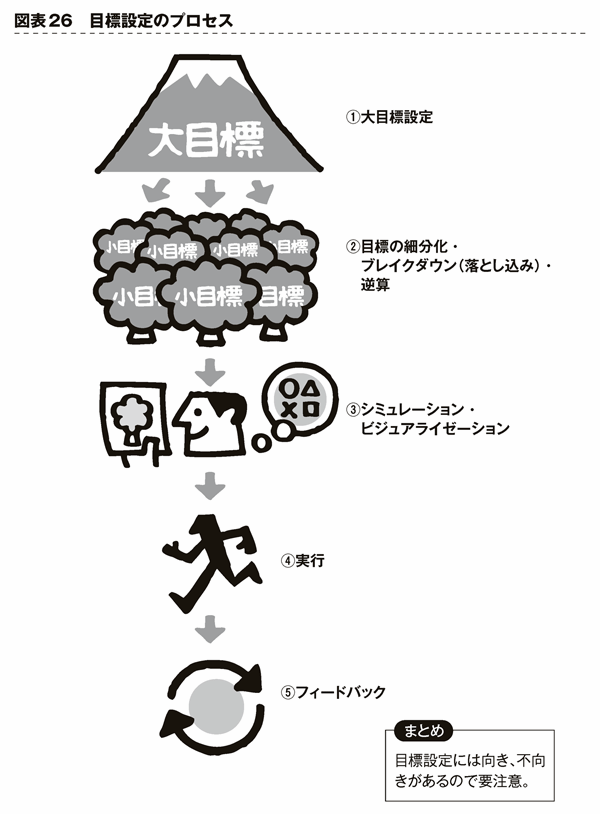 図表26 目標設定のプロセス
大目標
①大目標設定
小目標
小目標
小目標
目標
小目
小目標
目標
②目標の細分化・
ブレイクダウン(落とし込み)・
逆算
③シミュレーション・
ビジュアライゼーション
④実行
⑤フィードバック
まとめ
目標設定には向き、不向
きがあるので要注意。